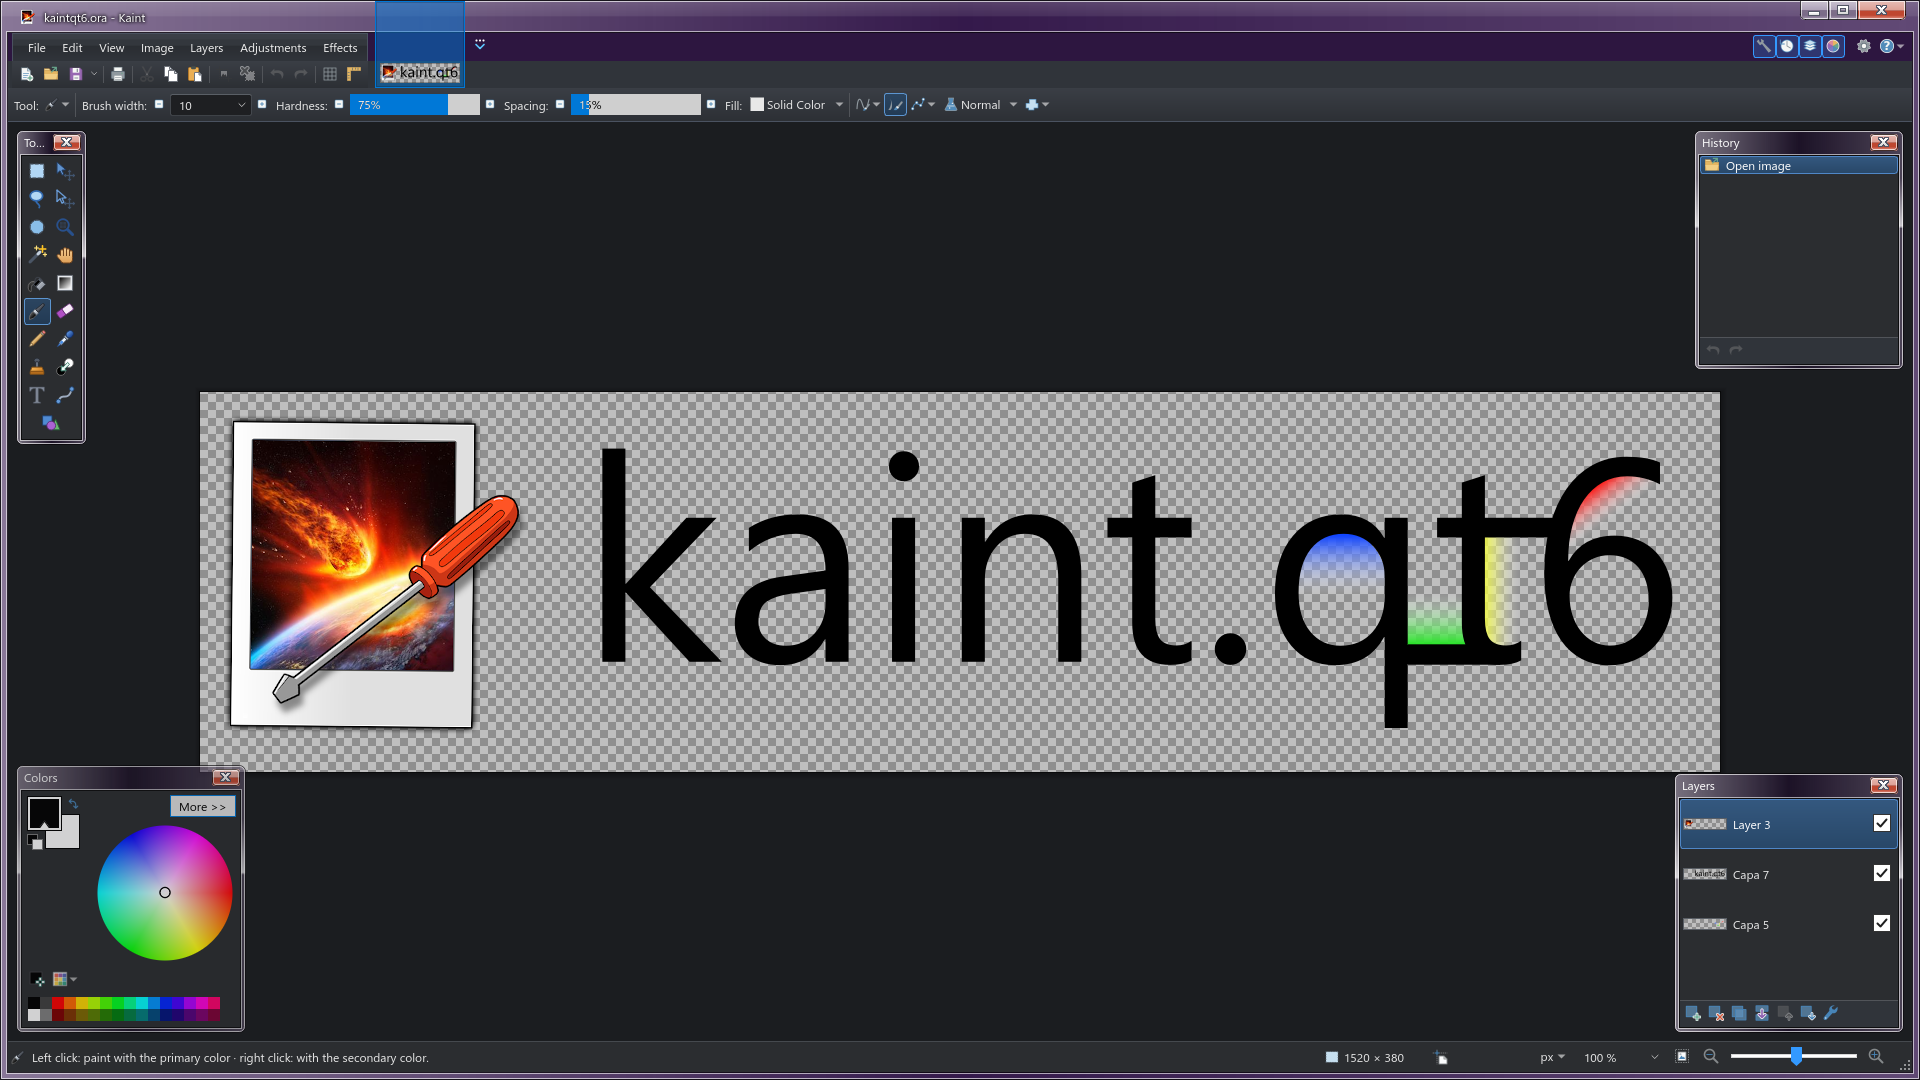 kaintqt6.ora - Kaint
File Edit View Image Layers Adjustments Effects
kaint.qt6
Tool: Brush width: 10 Hardness: 75% Spacing: 15% Fill: Solid Color Normal
To...
History
Open image
T
kaint.qt6
Colors
More >>
Layers
Layer 3
Capa 7
Capa 5
Left click: paint with the primary color · right click: with the secondary color.
1520 × 380
px
100 %